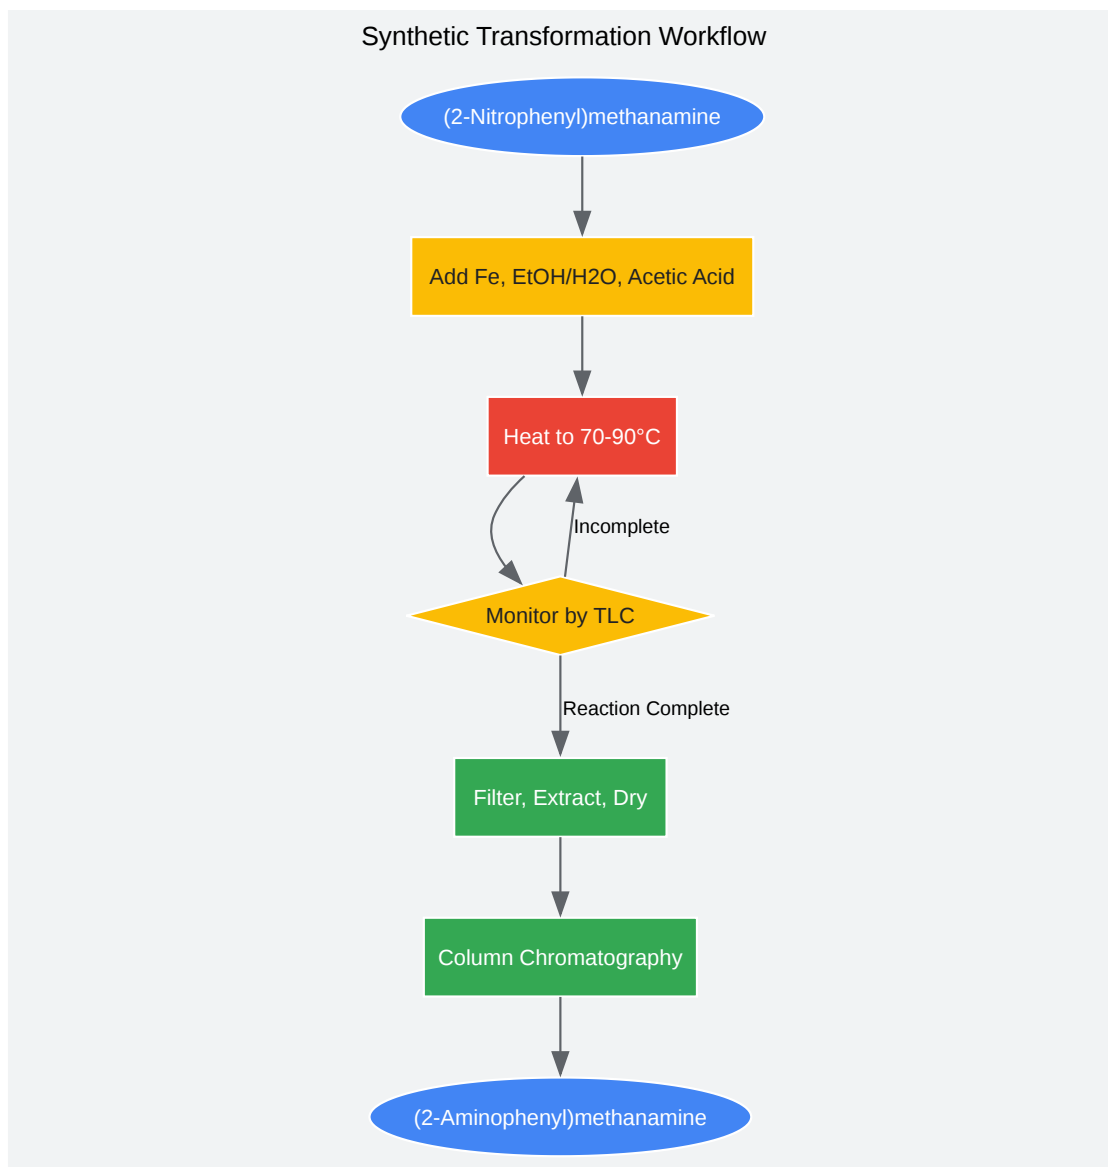 Synthetic Transformation Workflow
(2-Nitrophenyl)methanamine
Add Fe, EtOH/H2O, Acetic Acid
Heat to 70-90°C
Incomplete
Monitor by TLC
Reaction Complete
Filter, Extract, Dry
Column Chromatography
(2-Aminophenyl)methanamine